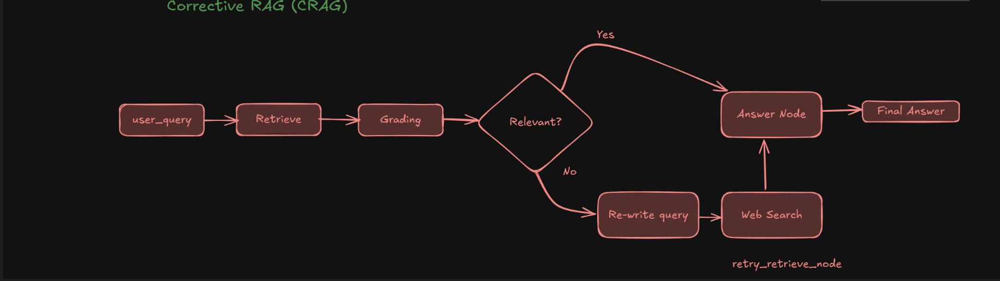 Corrective RAG (CRAG)
Yes
user_query
Retrieve
Grading
Relevant?
Answer Node
Final Answer
No
Re-write query
Web Search
retry_retrieve_node